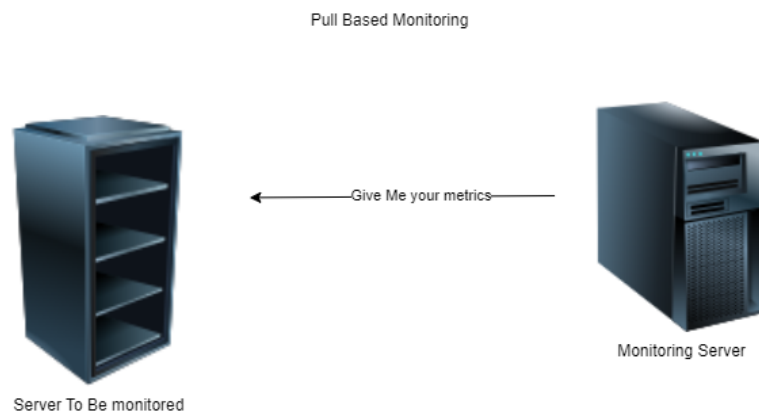 Pull Based Monitoring
Give Me your metrics
Monitoring Server
Server To Be monitored